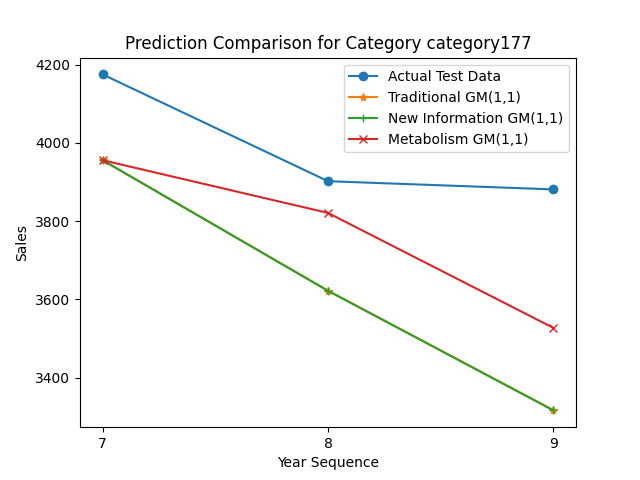 Prediction Comparison for Category category177
4200
4000
3800
3600
3400
Sales
7
8
9
Year Sequence
Actual Test Data
Traditional GM(1,1)
New Information GM(1,1)
Metabolism GM(1,1)